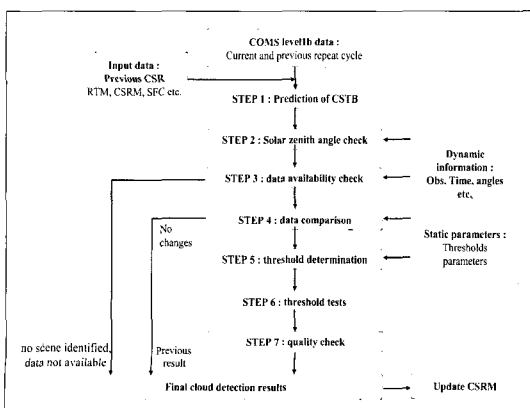 COMS level1b data :
Current and previous repeat cycle
Input data :
Previous CSR
RTM, CSRM, SFC etc.
STEP 1 : Prediction of CSTB
STEP 2 : Solar zenith angle check
Dynamic
information :
Obs. Time, angles
etc,
STEP 3 : data availability check
No
changes
STEP 4 : data comparison
Static parameters :
Thresholds
parameters
STEP 5 : threshold determination
STEP 6 : threshold tests
STEP 7 : quality check
no scene identified,
data not available
Previous
result
Final cloud detection results
Update CSRM